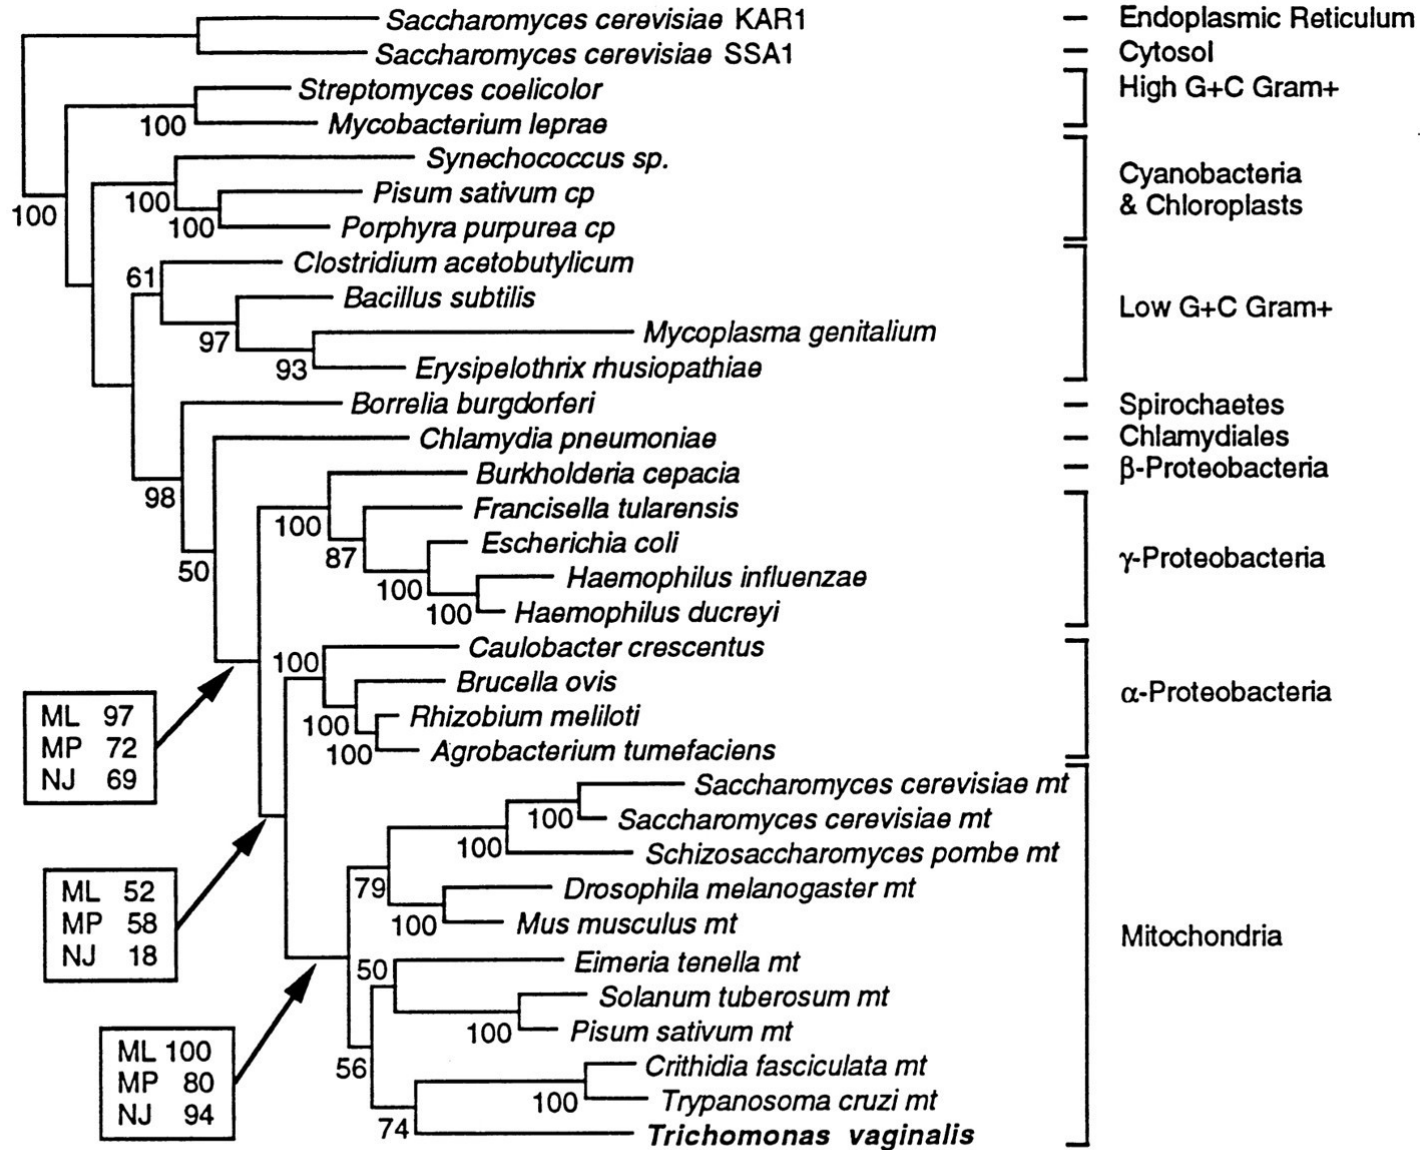 Saccharomyces cerevisiae KAR1
Endoplasmic Reticulum
Saccharomyces cerevisiae SSA1
Cytosol
Streptomyces coelicolor
High G+C Gram+
100
Mycobacterium leprae
Synechococcus sp.
Cyanobacteria
& Chloroplasts
100
100
Pisum sativum cp
100
Porphyra purpurea cp
61
Clostridium acetobutylicum
Bacillus subtilis
Low G+C Gram+
97
Mycoplasma genitalium
93
Erysipelothrix rhusiopathiae
Borrelia burgdorferi
Spirochaetes
Chlamydia pneumoniae
Chlamydiales
Burkholderia cepacia
β-Proteobacteria
98
100
Francisella tularensis
87
Escherichia coli
γ-Proteobacteria
50
100
Haemophilus influenzae
100
Haemophilus ducreyi
100
Caulobacter crescentus
Brucella ovis
α-Proteobacteria
100
Rhizobium meliloti
100
Agrobacterium tumefaciens
ML 97
MP 72
NJ 69
Saccharomyces cerevisiae mt
100
Saccharomyces cerevisiae mt
100
Schizosaccharomyces pombe mt
79
Drosophila melanogaster mt
100
Mus musculus mt
Mitochondria
ML 52
MP 58
NJ 18
50
Eimeria tenella mt
Solanum tuberosum mt
100
Pisum sativum mt
56
Crithidia fasciculata mt
100
Trypanosoma cruzi mt
74
Trichomonas vaginalis
ML 100
MP 80
NJ 94